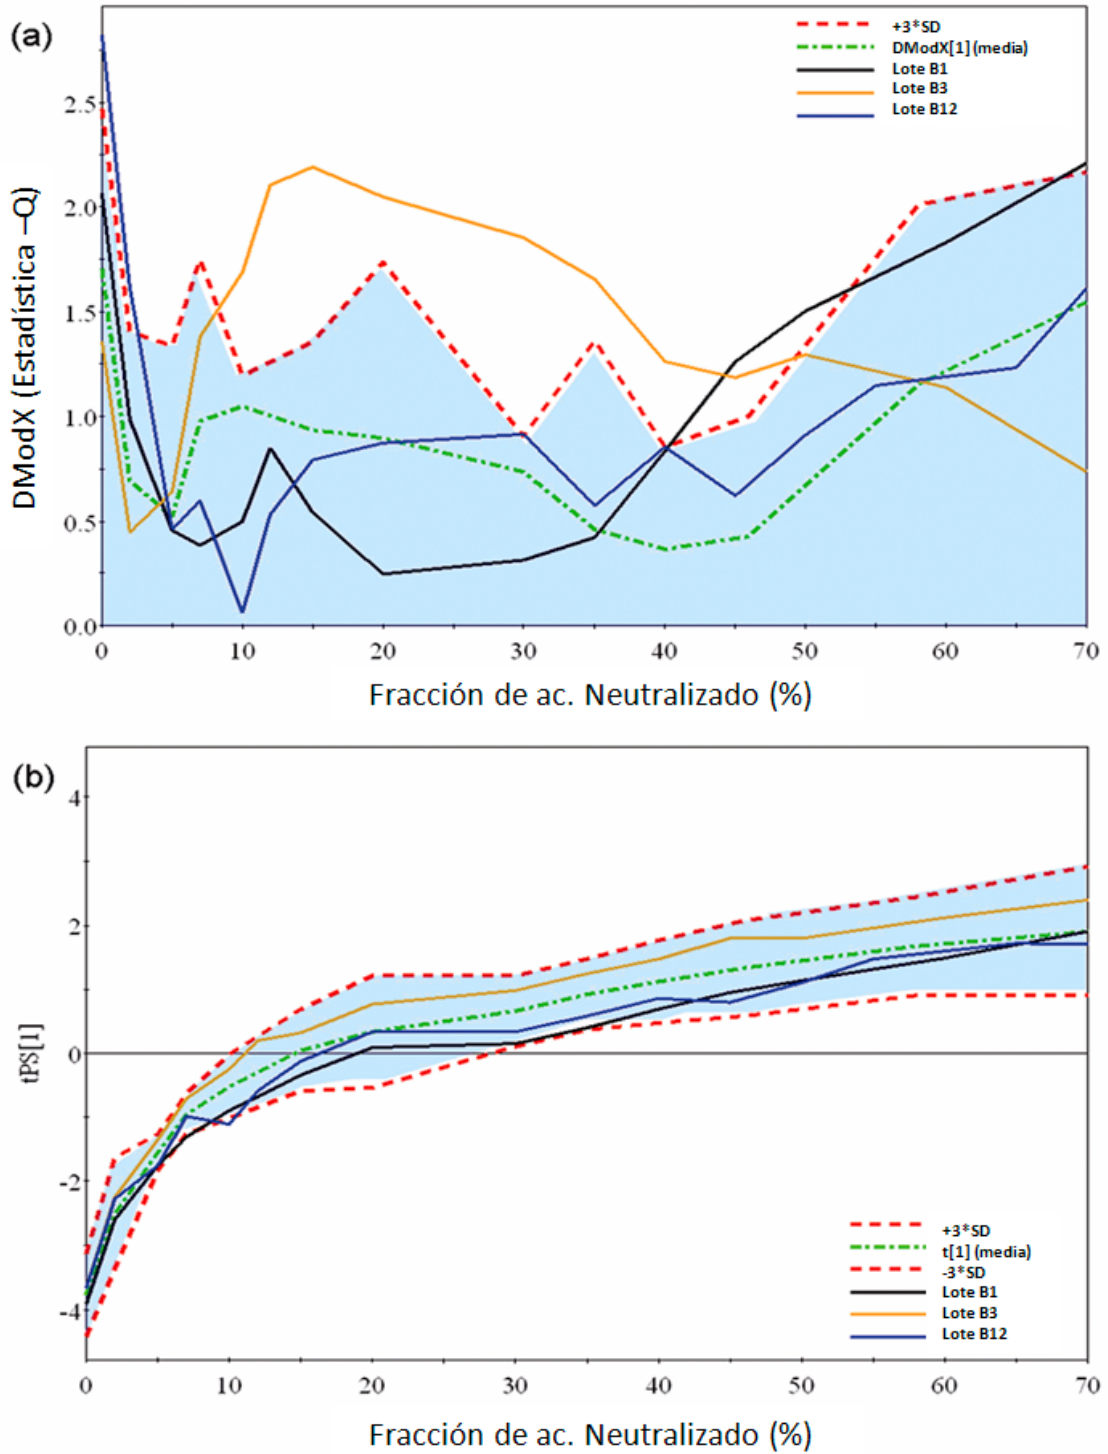 (a)
+3*SD
DModX[1] (media)
Lote B1
Lote B3
Lote B12
DModX (Estadística –Q)
2.5
2.0
1.5
1.0
0.5
0.0
0 10 20 30 40 50 60 70
Fracción de ac. Neutralizado (%)
(b)
tPS[1]
4
2
0
-2
-4
+3*SD
t[1] (media)
-3*SD
Lote B1
Lote B3
Lote B12
0 10 20 30 40 50 60 70
Fracción de ac. Neutralizado (%)